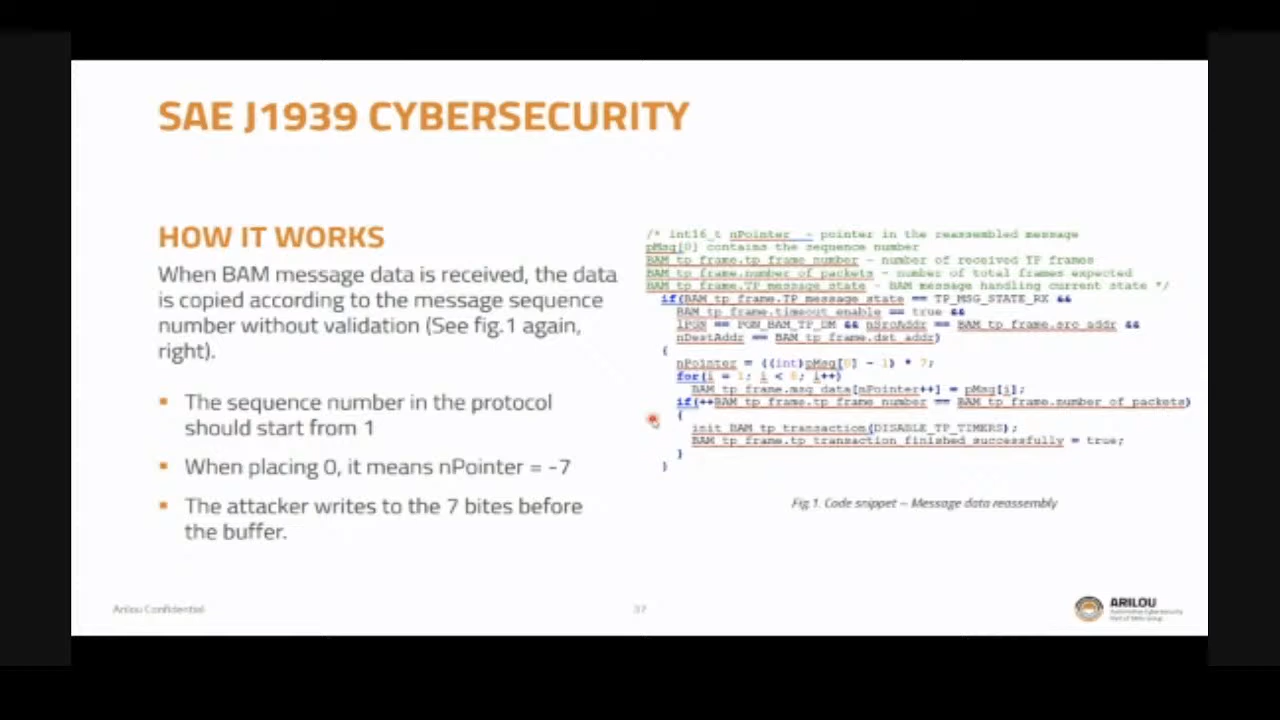 SAE J1939 CYBERSECURITY
HOW IT WORKS
When BAM message data is received, the data
is copied according to the message sequence
number without validation (See fig.1 again,
right).
▪ The sequence number in the protocol
should start from 1
▪ When placing 0, it means nPointer = -7
▪ The attacker writes to the 7 bites before
the buffer.
/* int16_t nPointer - pointer in the reassembled message
pMsg[0] contains the sequence number
BAM_tp_frame.tp_frame_number - number of received TP frames
BAM_tp_frame.number_of_packets - number of total frames expected
BAM_tp_frame.TP_message_state - BAM message handling current state */
if(BAM_tp_frame.TP_message_state == TP_MSG_STATE_RX &&
BAM_tp_frame.timeout_enable == true &&
lPGN == PGN_BAM_TP_DM && nSrcAddr == BAM_tp_frame.src_addr &&
nDestAddr == BAM_tp_frame.dst_addr)
{
nPointer = ((int)pMsg[0] - 1) * 7;
for(i = 1; i < 8; i++)
BAM_tp_frame.msg_data[nPointer++] = pMsg[i];
if(++BAM_tp_frame.tp_frame_number == BAM_tp_frame.number_of_packets)
{
init_BAM_tp_transaction(DISABLE_TP_TIMERS);
BAM_tp_frame.tp_transaction_finished_successfully = true;
}
}
Fig.1. Code snippet – Message data reassembly
Arilou Confidential
37
ARILOU
Automotive Cybersecurity